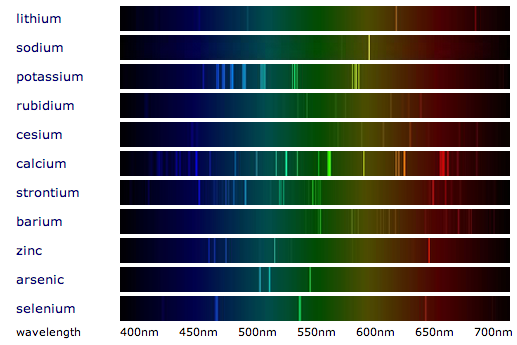 lithium
sodium
potassium
rubidium
cesium
calcium
strontium
barium
zinc
arsenic
selenium
wavelength 400nm 450nm 500nm 550nm 600nm 650nm 700nm